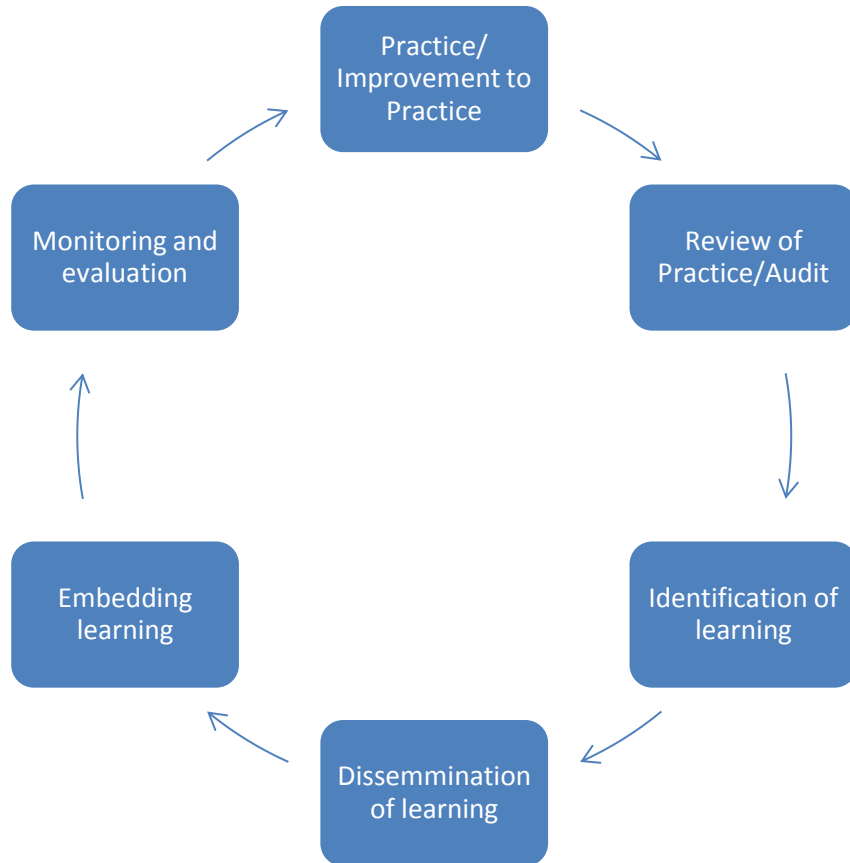 Practice/
Improvement to
Practice
Review of
Practice/Audit
Identification of
learning
Dissemmination
of learning
Embedding
learning
Monitoring and
evaluation